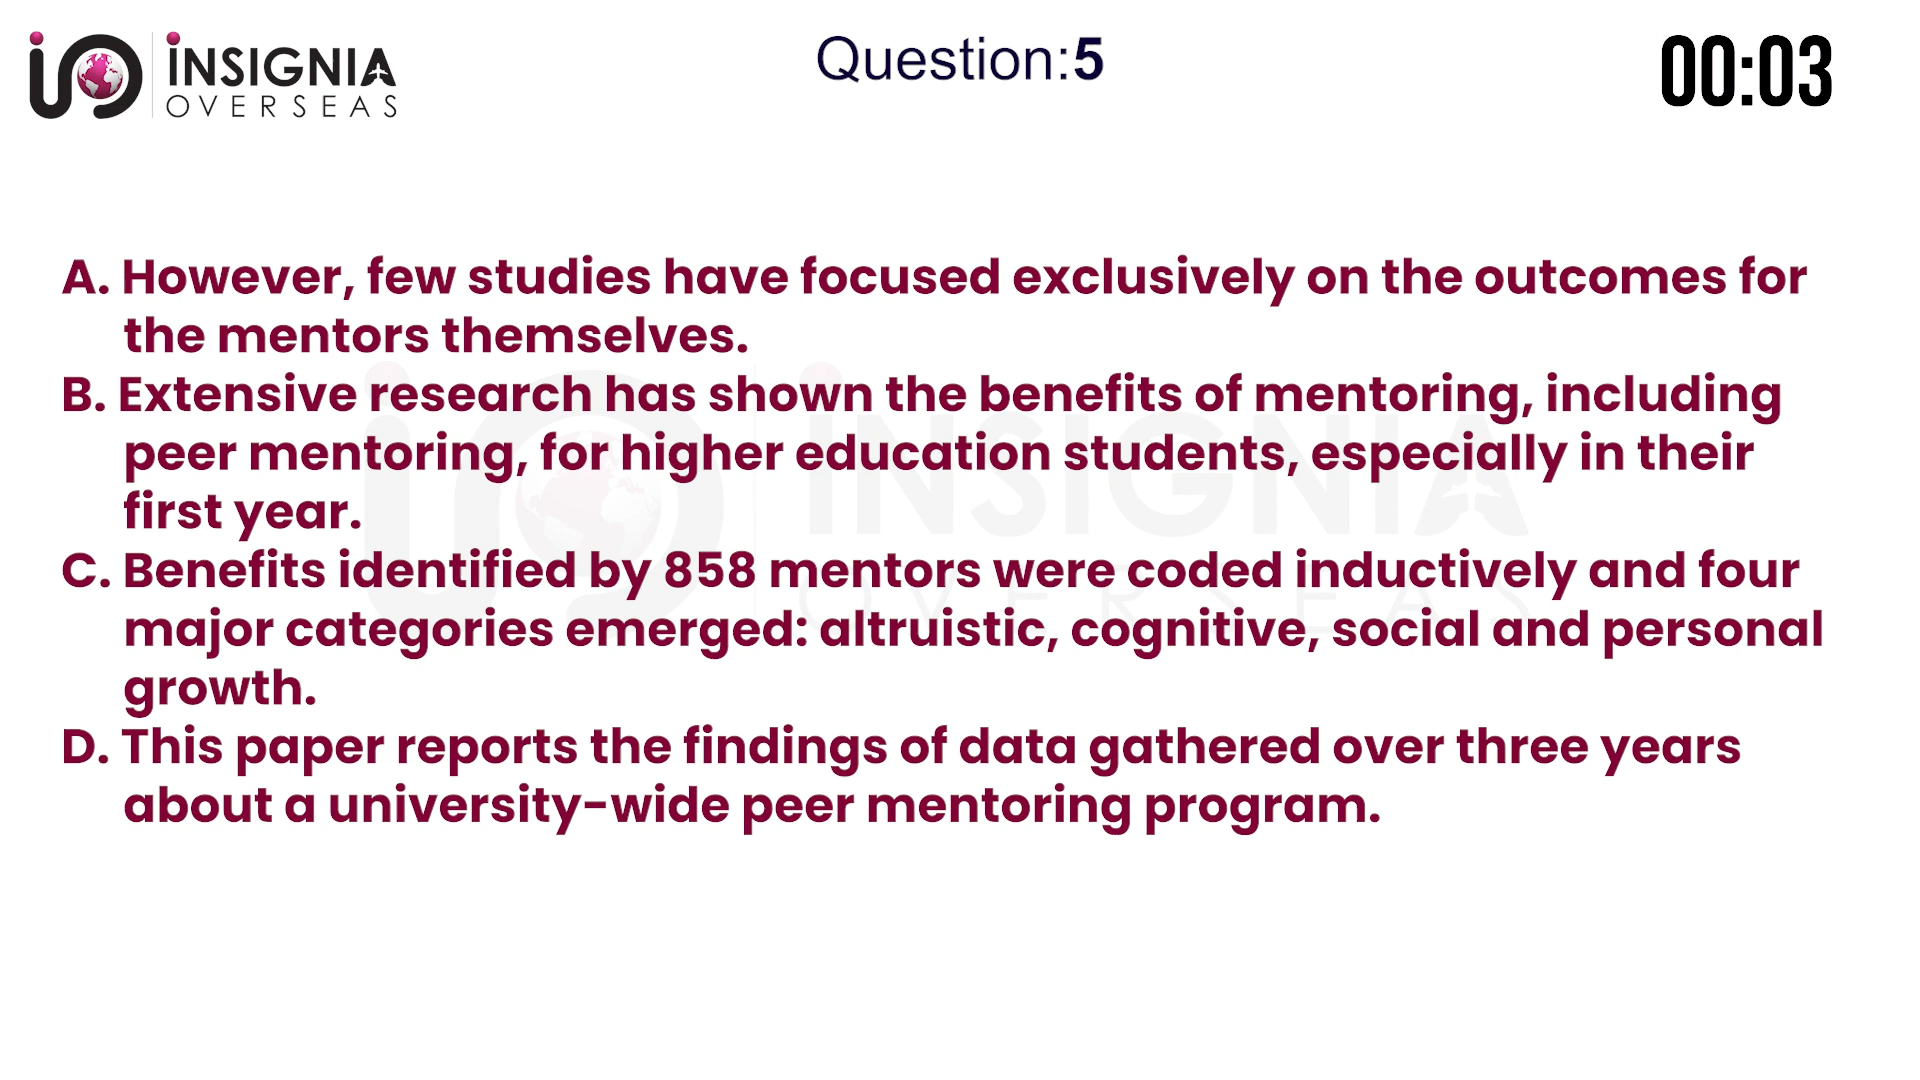 iNSIGNIA
OVERSEAS
Question:5
00:03
A. However, few studies have focused exclusively on the outcomes for
the mentors themselves.
B. Extensive research has shown the benefits of mentoring, including
peer mentoring, for higher education students, especially in their
first year.
C. Benefits identified by 858 mentors were coded inductively and four
major categories emerged: altruistic, cognitive, social and personal
growth.
D. This paper reports the findings of data gathered over three years
about a university-wide peer mentoring program.
iNSIGNIA
OVERSEAS